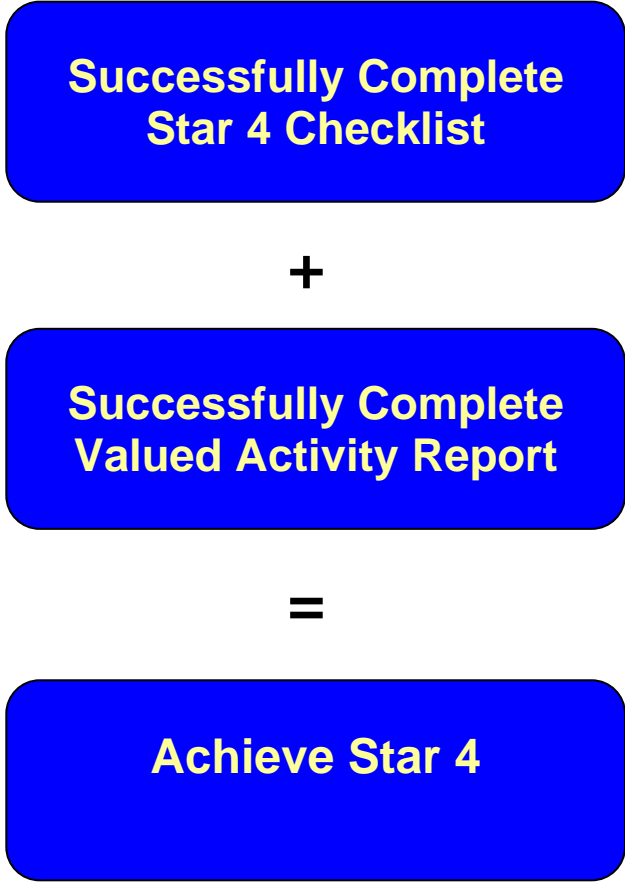 Successfully Complete
Star 4 Checklist
+
Successfully Complete
Valued Activity Report
=
Achieve Star 4